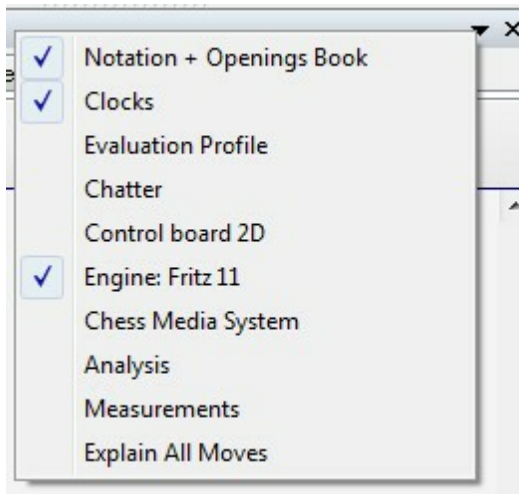 Notation + Openings Book
Clocks
Evaluation Profile
Chatter
Control board 2D
Engine: Fritz 11
Chess Media System
Analysis
Measurements
Explain All Moves